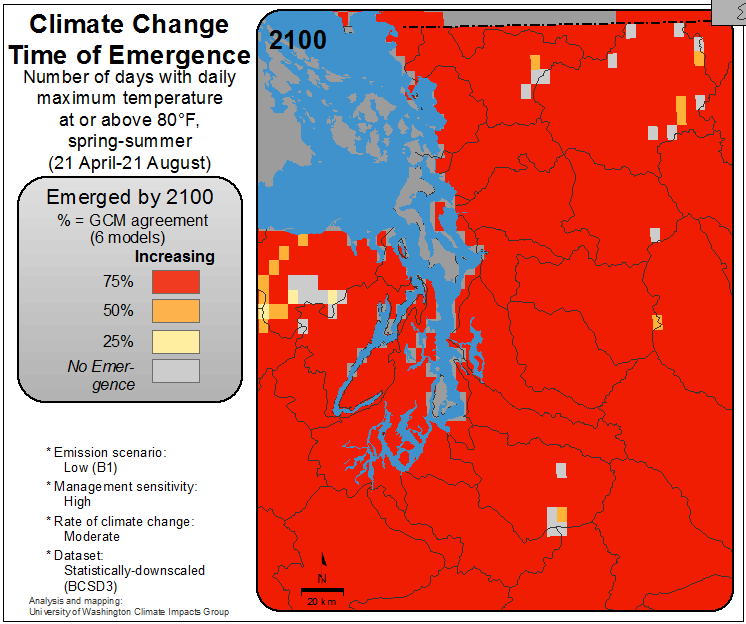 Climate Change
Time of Emergence
Number of days with daily
maximum temperature
at or above 80°F,
spring-summer
(21 April-21 August)
Emerged by 2100
% = GCM agreement
(6 models)
Increasing
75%
50%
25%
No Emer-
gence
* Emission scenario:
Low (B1)
* Management sensitivity:
High
* Rate of climate change:
Moderate
* Dataset:
Statistically-downscaled
(BCSD3)
Analysis and mapping:
University of Washington Climate Impacts Group
2100
N
20 km